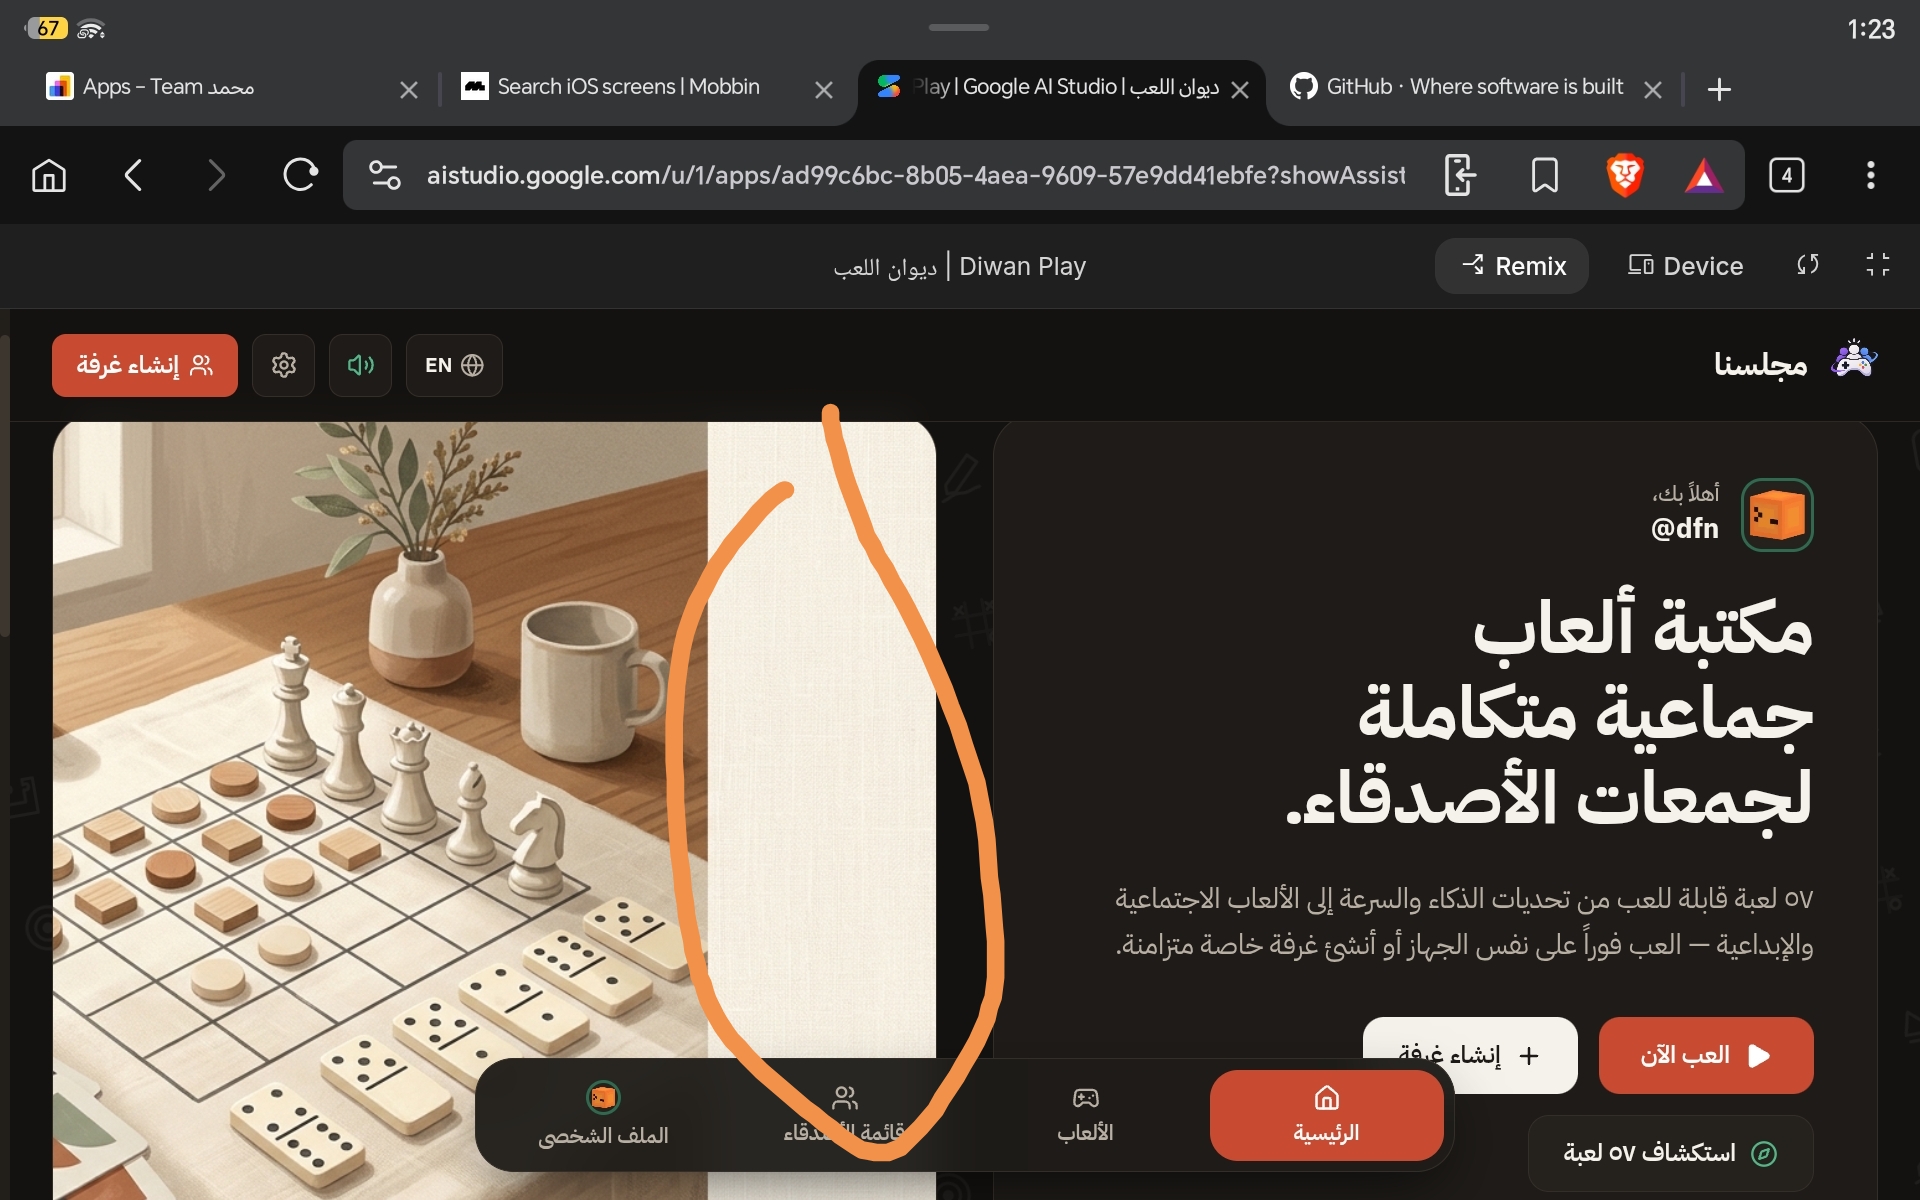 67
1:23
Apps – Team محمد
Search iOS screens | Mobbin
Play | Google AI Studio | ديوان اللعب
GitHub · Where software is built
aistudio.google.com/u/1/apps/ad99c6bc-8b05-4aea-9609-57e9dd41ebfe?showAssist
4
ديوان اللعب | Diwan Play
Remix
Device
مجلسنا
EN
إنشاء غرفة
أهلاً بك،
@dfn
مكتبة ألعاب
جماعية متكاملة
لجمعات الأصدقاء.
٥٧ لعبة قابلة للعب من تحديات الذكاء والسرعة إلى الألعاب الاجتماعية
والإبداعية — العب فوراً على نفس الجهاز أو أنشئ غرفة خاصة متزامنة.
العب الآن
إنشاء غرفة
استكشاف ٥٧ لعبة
الرئيسية
الألعاب
قائمة الأصدقاء
الملف الشخصي